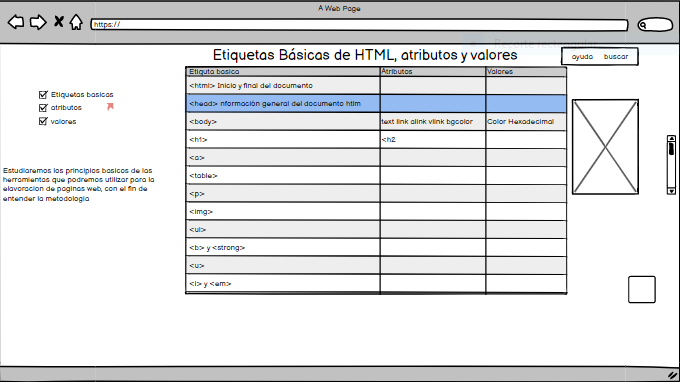 A Web Page
https://
Etiquetas Básicas de HTML, atributos y valores
ayuda buscar
Etiquta basica Atributos Valores
<html> Inicio y final del documento
<head> nformación general del documento htlm
<body> text link alink vlink bgcolor Color Hexadecimal
<h1> <h2
<a>
<table>
<p>
<img>
<ul>
<b> y <strong>
<u>
<i> y <em>
Etiquetas basicas
atributos
valores
Estudiaremos los principios basicos de las
herramientas que podremos utilizar para la
elavoracion de paginas web, con el fin de
entender la metodologia